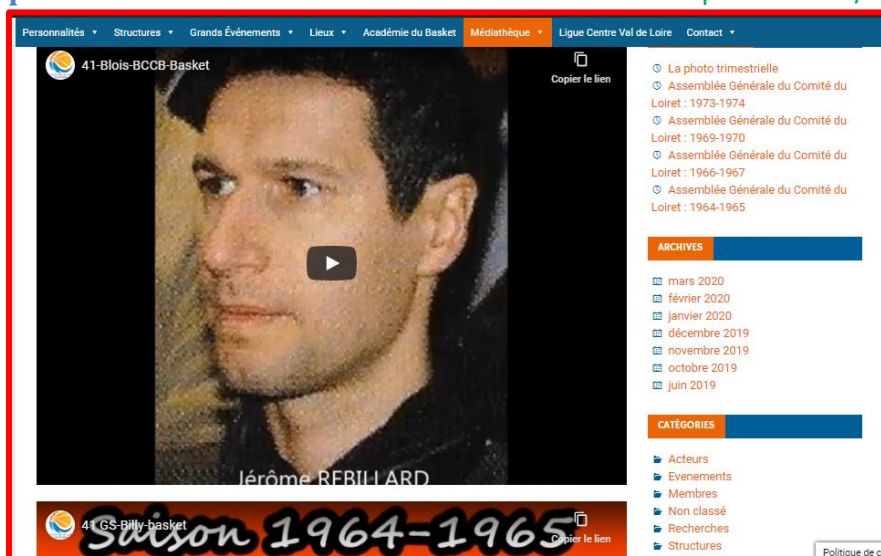 Personnalités Structures Grands Événements Lieux Académie du Basket Médiathèque Ligue Centre Val de Loire Contact
41-Blois-BCCB-Basket
Copier le lien
Jérôme REBILLARD
41 GS-Billy-basket
Copier le lien
Saison 1964-1965
La photo trimestrielle
Assemblée Générale du Comité du
Loiret : 1973-1974
Assemblée Générale du Comité du
Loiret : 1969-1970
Assemblée Générale du Comité du
Loiret : 1966-1967
Assemblée Générale du Comité du
Loiret : 1964-1965
ARCHIVES
mars 2020
février 2020
janvier 2020
décembre 2019
novembre 2019
octobre 2019
juin 2019
CATÉGORIES
Acteurs
Evenements
Membres
Non classé
Recherches
Structures
Politique de c